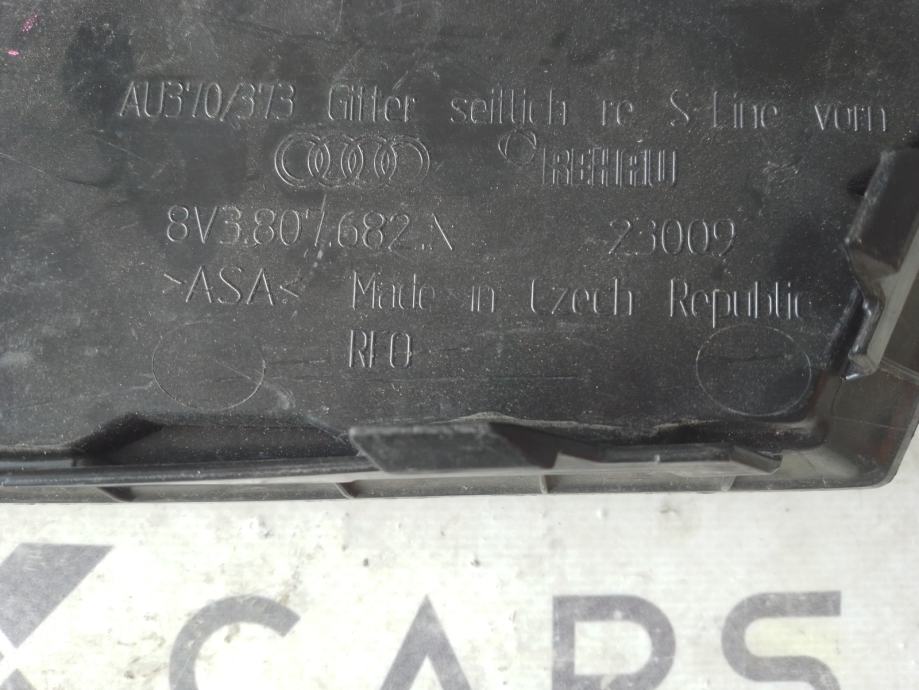 AU370/373 Gitter seitlich re S-Line vorn
REHAU
8V3.807.682.A 23009
>ASA< Made in Czech Republic
RFO
CARS